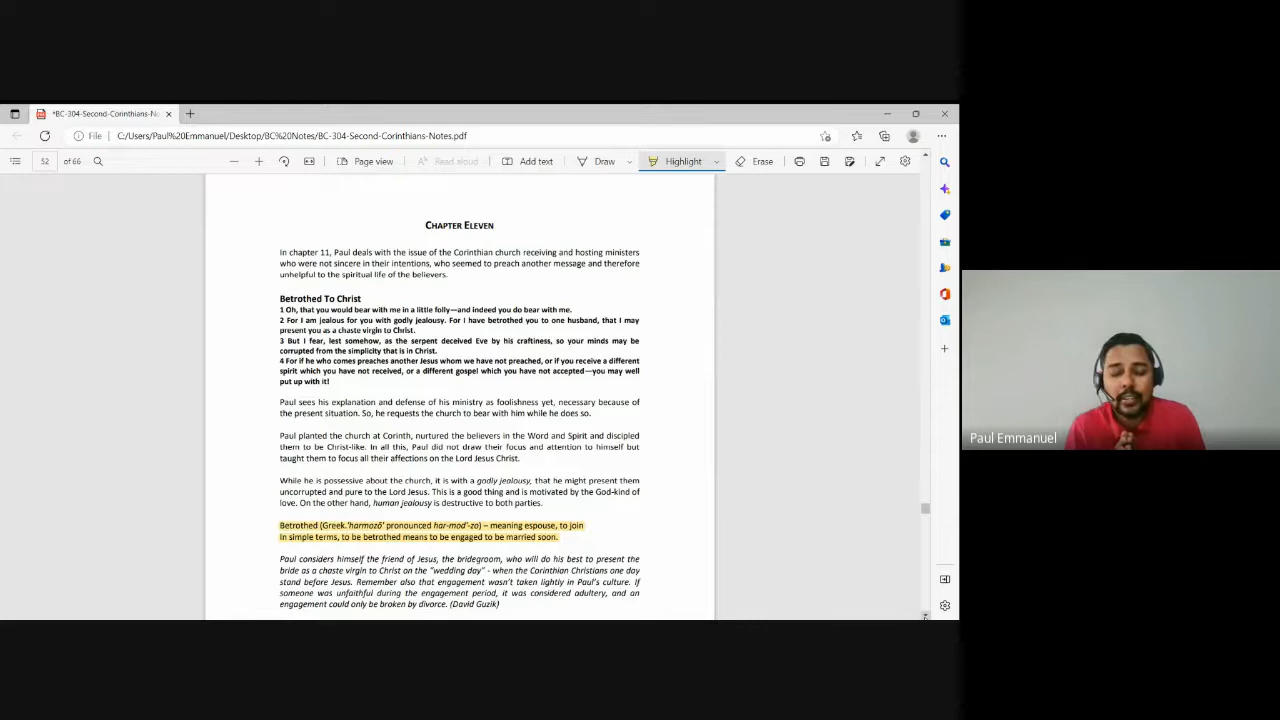 *BC-304-Second-Corinthians-No
File
C:/Users/Paul%20Emmanuel/Desktop/BC%20Notes/BC-304-Second-Corinthians-Notes.pdf
52 of 66
Page view
Read aloud
Add text
Draw
Highlight
Erase
CHAPTER ELEVEN
In chapter 11, Paul deals with the issue of the Corinthian church receiving and hosting ministers
who were not sincere in their intentions, who seemed to preach another message and therefore
unhelpful to the spiritual life of the believers.
Betrothed To Christ
1 Oh, that you would bear with me in a little folly—and indeed you do bear with me.
2 For I am jealous for you with godly jealousy. For I have betrothed you to one husband, that I may
present you as a chaste virgin to Christ.
3 But I fear, lest somehow, as the serpent deceived Eve by his craftiness, so your minds may be
corrupted from the simplicity that is in Christ.
4 For if he who comes preaches another Jesus whom we have not preached, or if you receive a different
spirit which you have not received, or a different gospel which you have not accepted—you may well
put up with it!
Paul sees his explanation and defense of his ministry as foolishness yet, necessary because of
the present situation. So, he requests the church to bear with him while he does so.
Paul planted the church at Corinth, nurtured the believers in the Word and Spirit and discipled
them to be Christ-like. In all this, Paul did not draw their focus and attention to himself but
taught them to focus all their affections on the Lord Jesus Christ.
While he is possessive about the church, it is with a godly jealousy, that he might present them
uncorrupted and pure to the Lord Jesus. This is a good thing and is motivated by the God-kind of
love. On the other hand, human jealousy is destructive to both parties.
Betrothed (Greek.'harmozō' pronounced har-mod'-zo) – meaning espouse, to join
In simple terms, to be betrothed means to be engaged to be married soon.
Paul considers himself the friend of Jesus, the bridegroom, who will do his best to present the
bride as a chaste virgin to Christ on the "wedding day" - when the Corinthian Christians one day
stand before Jesus. Remember also that engagement wasn't taken lightly in Paul's culture. If
someone was unfaithful during the engagement period, it was considered adultery, and an
engagement could only be broken by divorce. (David Guzik)
Paul Emmanuel